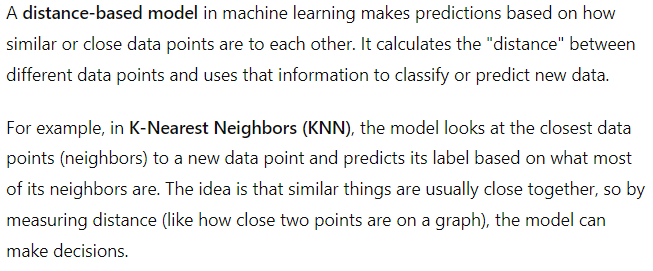 A distance-based model in machine learning makes predictions based on how
similar or close data points are to each other. It calculates the "distance" between
different data points and uses that information to classify or predict new data.
For example, in K-Nearest Neighbors (KNN), the model looks at the closest data
points (neighbors) to a new data point and predicts its label based on what most
of its neighbors are. The idea is that similar things are usually close together, so by
measuring distance (like how close two points are on a graph), the model can
make decisions.